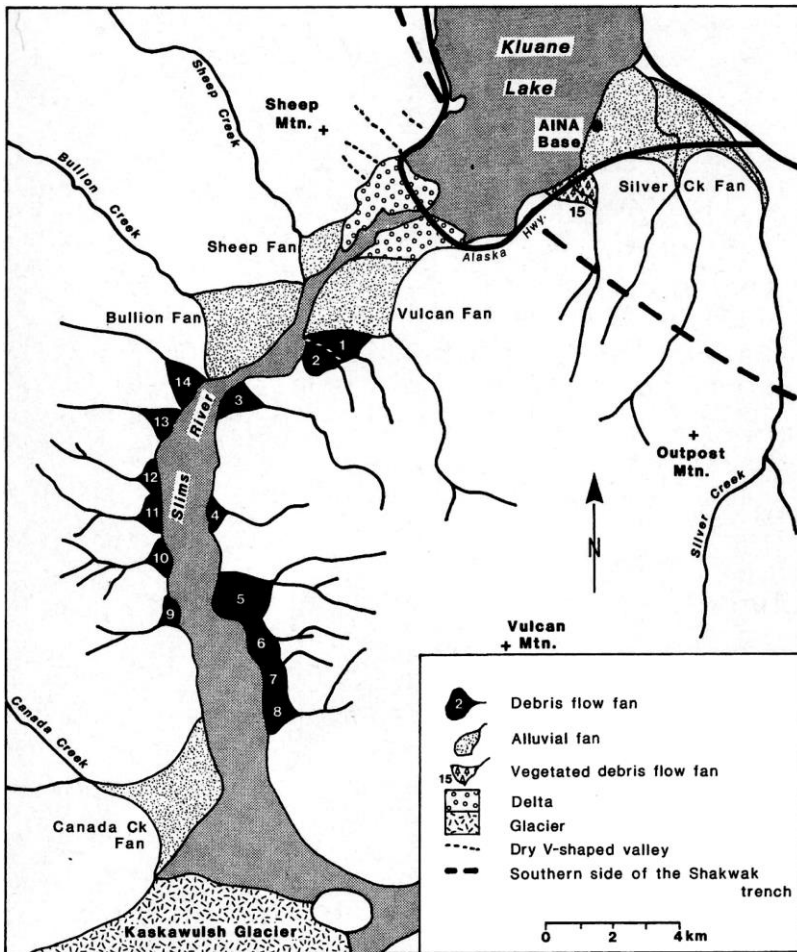 Kluane
Lake
Sheep Creek
Sheep
Mtn.
Bullion Creek
AINA
Base
Silver Ck Fan
15
Sheep Fan
Alaska Hwy.
Bullion Fan
Vulcan Fan
1
2
14
3
13
Slims River
12
11
4
10
9
5
6
7
8
Outpost
Mtn.
Silver Creek
N
Vulcan
Mtn.
Canada Creek
Canada Ck
Fan
Kaskawulsh Glacier
2 Debris flow fan
Alluvial fan
15 Vegetated debris flow fan
Delta
Glacier
Dry V-shaped valley
Southern side of the Shakwak
trench
0 2 4 km